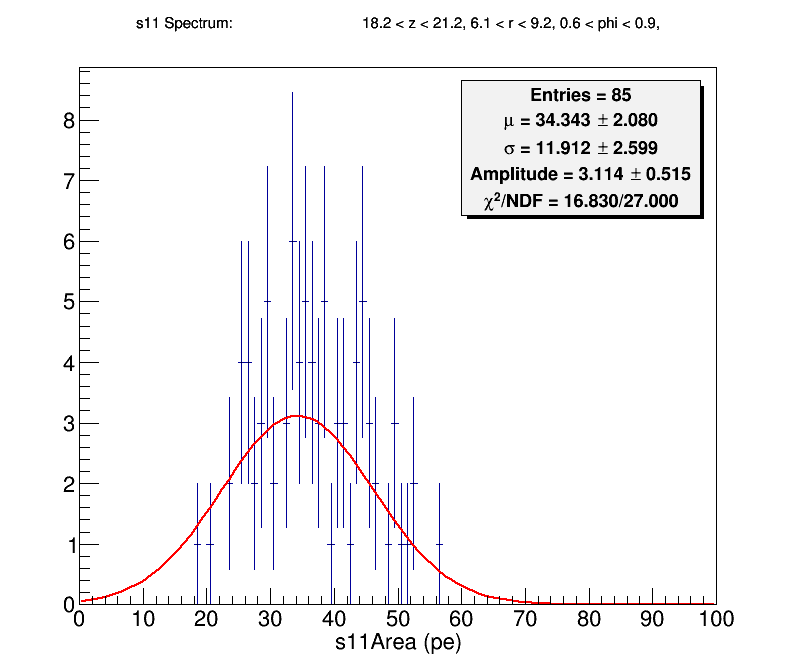 s11 Spectrum: 18.2 < z < 21.2, 6.1 < r < 9.2, 0.6 < phi < 0.9,
Entries = 85
μ = 34.343 ± 2.080
σ = 11.912 ± 2.599
Amplitude = 3.114 ± 0.515
χ²/NDF = 16.830/27.000
8
7
6
5
4
3
2
1
0
0 10 20 30 40 50 60 70 80 90 100
s11Area (pe)